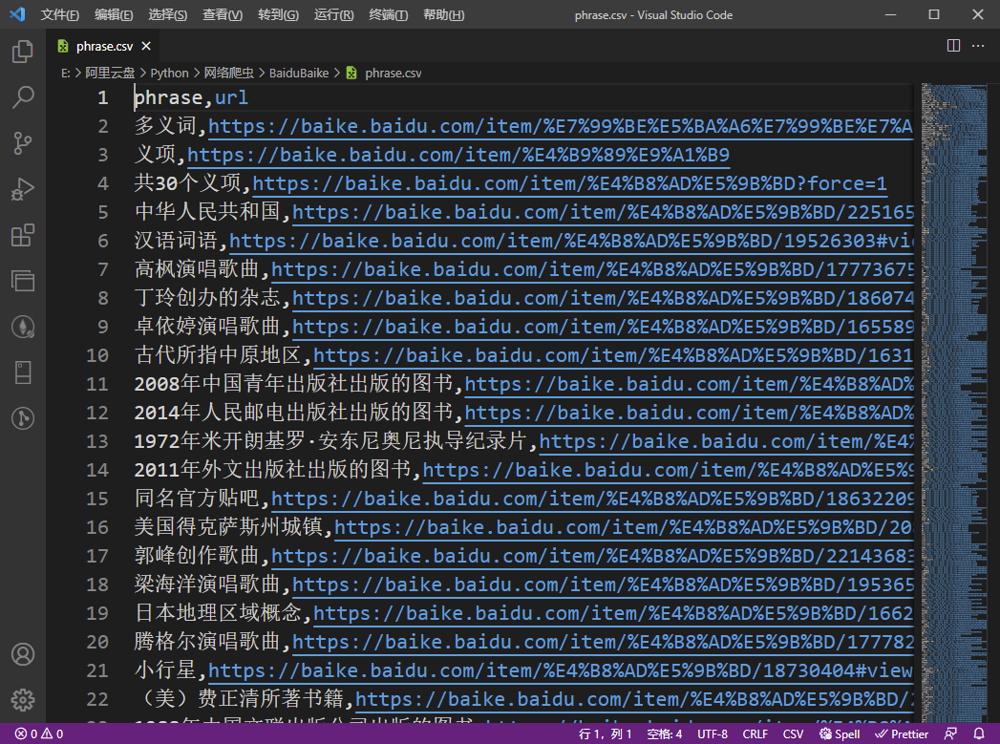 文件(F) 编辑(E) 选择(S) 查看(V) 转到(G) 运行(R) 终端(T) 帮助(H) phrase.csv - Visual Studio Code
phrase.csv
E: > 阿里云盘 > Python > 网络爬虫 > BaiduBaike > phrase.csv
1 phrase,url
2 多义词,https://baike.baidu.com/item/%E7%99%BE%E5%BA%A6%E7%99%BE%E7%A
3 义项,https://baike.baidu.com/item/%E4%B9%89%E9%A1%B9
4 共30个义项,https://baike.baidu.com/item/%E4%B8%AD%E5%9B%BD?force=1
5 中华人民共和国,https://baike.baidu.com/item/%E4%B8%AD%E5%9B%BD/225165
6 汉语词语,https://baike.baidu.com/item/%E4%B8%AD%E5%9B%BD/19526303#vi
7 高枫演唱歌曲,https://baike.baidu.com/item/%E4%B8%AD%E5%9B%BD/17773675
8 丁玲创办的杂志,https://baike.baidu.com/item/%E4%B8%AD%E5%9B%BD/186074
9 卓依婷演唱歌曲,https://baike.baidu.com/item/%E4%B8%AD%E5%9B%BD/165589
10 古代所指中原地区,https://baike.baidu.com/item/%E4%B8%AD%E5%9B%BD/1631
11 2008年中国青年出版社出版的图书,https://baike.baidu.com/item/%E4%B8%AD%
12 2014年人民邮电出版社出版的图书,https://baike.baidu.com/item/%E4%B8%AD%
13 1972年米开朗基罗·安东尼奥尼执导纪录片,https://baike.baidu.com/item/%E4%
14 2011年外文出版社出版的图书,https://baike.baidu.com/item/%E4%B8%AD%E5%9
15 同名官方贴吧,https://baike.baidu.com/item/%E4%B8%AD%E5%9B%BD/18632209
16 美国得克萨斯州城镇,https://baike.baidu.com/item/%E4%B8%AD%E5%9B%BD/20
17 郭峰创作歌曲,https://baike.baidu.com/item/%E4%B8%AD%E5%9B%BD/22143683
18 梁海洋演唱歌曲,https://baike.baidu.com/item/%E4%B8%AD%E5%9B%BD/195365
19 日本地理区域概念,https://baike.baidu.com/item/%E4%B8%AD%E5%9B%BD/1662
20 腾格尔演唱歌曲,https://baike.baidu.com/item/%E4%B8%AD%E5%9B%BD/177782
21 小行星,https://baike.baidu.com/item/%E4%B8%AD%E5%9B%BD/18730404#view
22 （美）费正清所著书籍,https://baike.baidu.com/item/%E4%B8%AD%E5%9B%BD/
0 0 行 1，列 1 空格: 4 UTF-8 CRLF CSV Spell Prettier